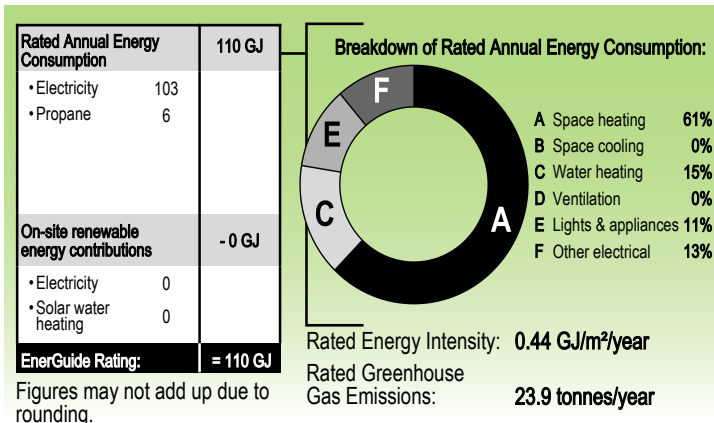 Rated Annual Energy Consumption 110 GJ
• Electricity 103
• Propane 6
On-site renewable energy contributions - 0 GJ
• Electricity 0
• Solar water heating 0
EnerGuide Rating: = 110 GJ
Figures may not add up due to
rounding.
Breakdown of Rated Annual Energy Consumption:
F
E
C
A
A Space heating 61%
B Space cooling 0%
C Water heating 15%
D Ventilation 0%
E Lights & appliances 11%
F Other electrical 13%
Rated Energy Intensity: 0.44 GJ/m²/year
Rated Greenhouse
Gas Emissions: 23.9 tonnes/year